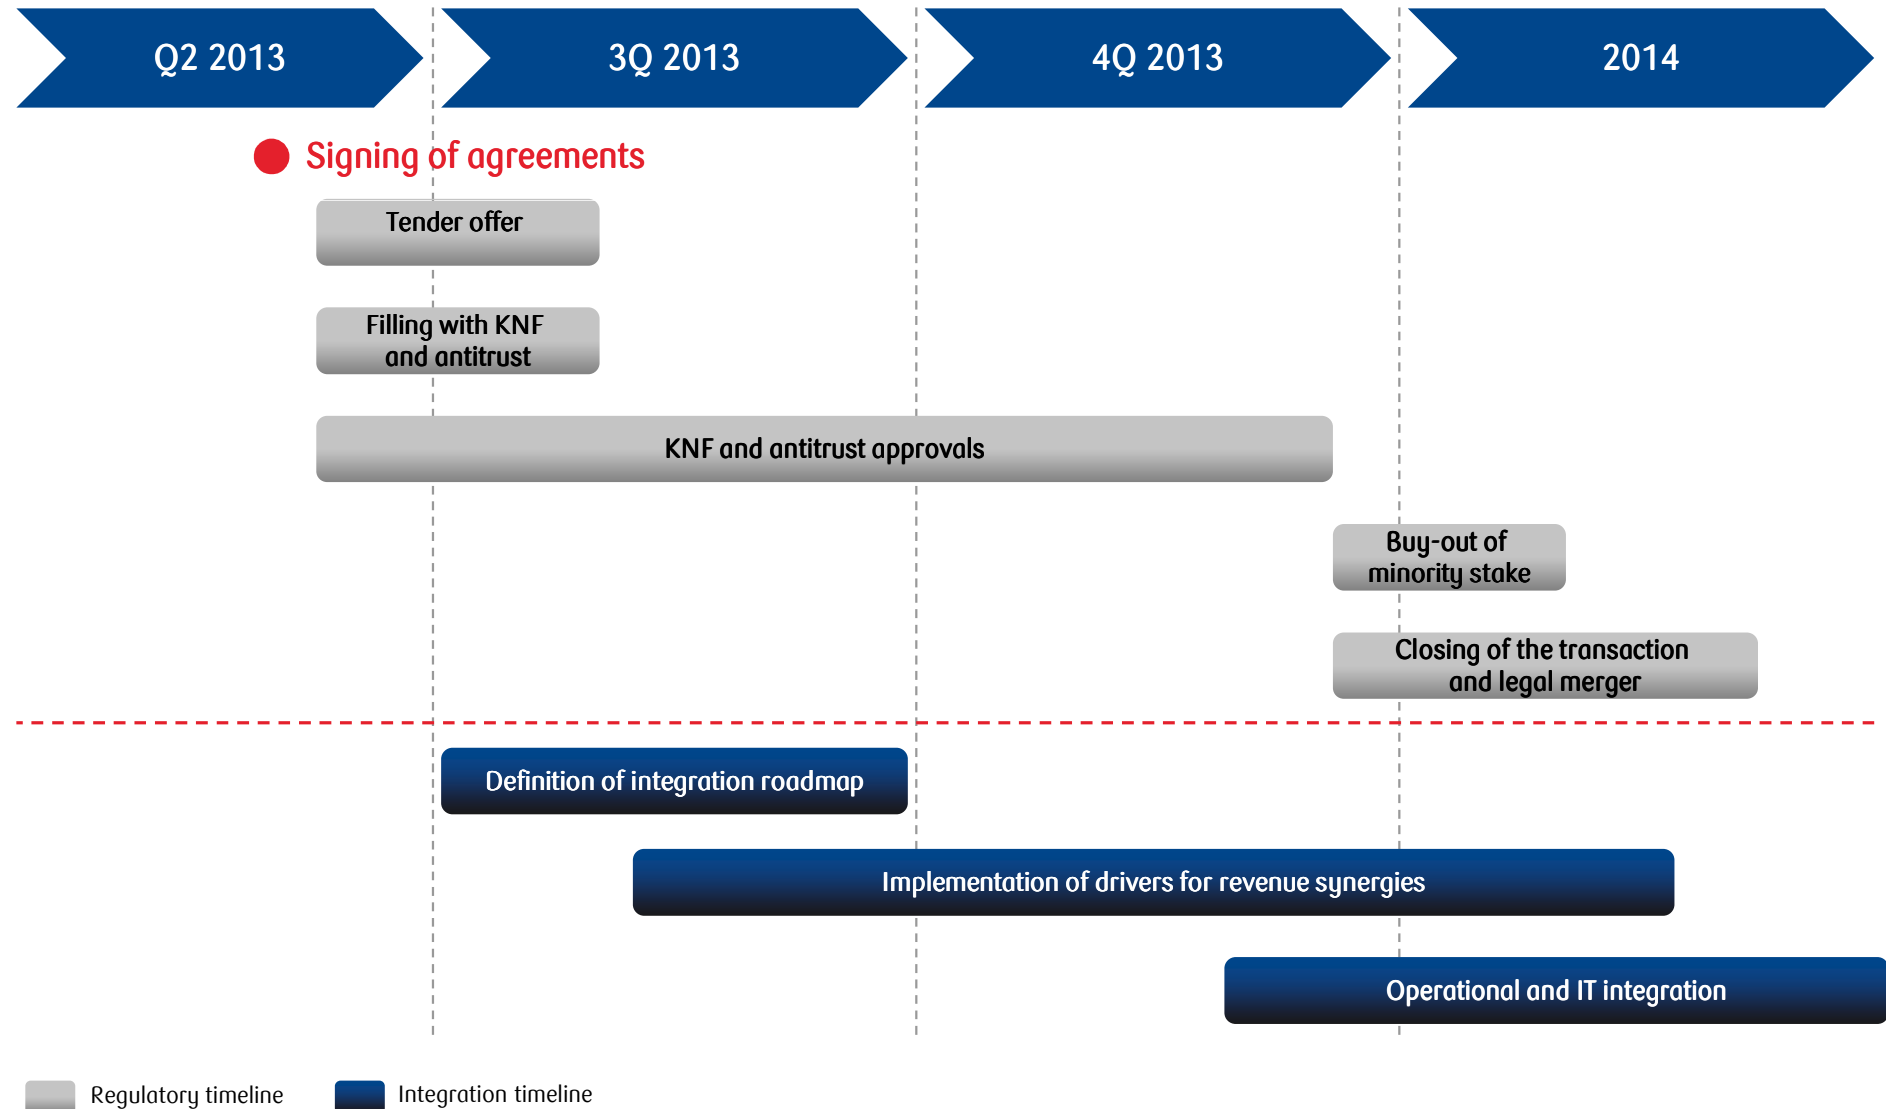 Q2 2013
3Q 2013
4Q 2013
2014
Signing of agreements
Tender offer
Filling with KNF
and antitrust
KNF and antitrust approvals
Buy-out of
minority stake
Closing of the transaction
and legal merger
Definition of integration roadmap
Implementation of drivers for revenue synergies
Operational and IT integration
Regulatory timeline
Integration timeline